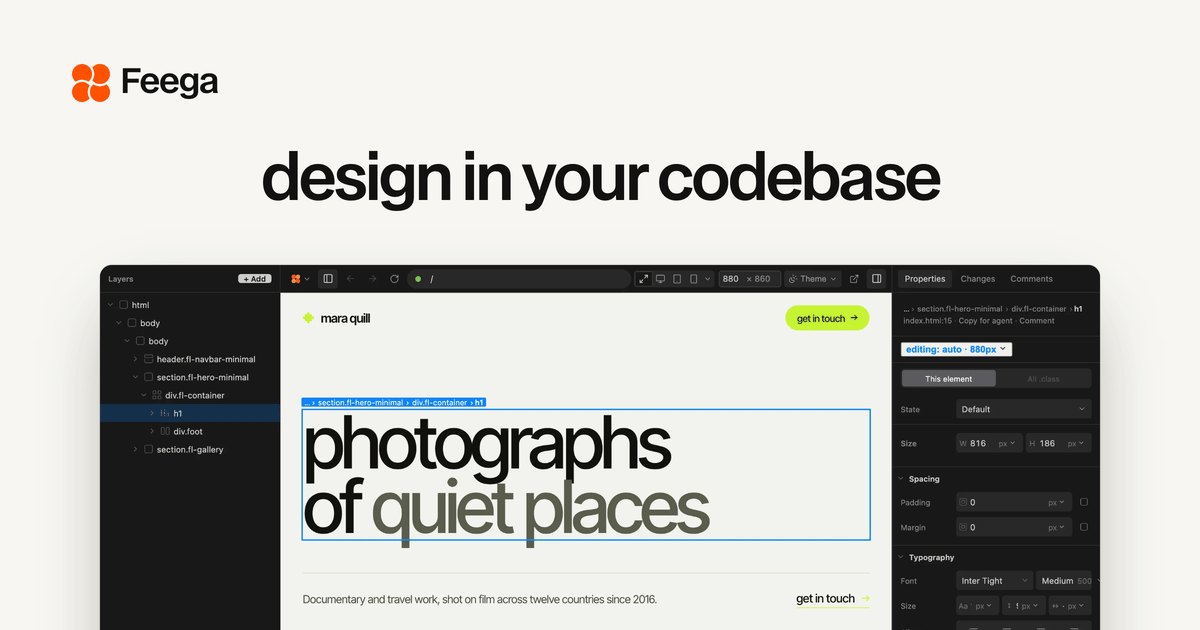 Feega
design in your codebase
Layers
+ Add
html
body
body
header.fl-navbar-minimal
section.fl-hero-minimal
div.fl-container
h1
div.foot
section.fl-gallery
/
880 × 860
Theme
mara quill
get in touch →
... › section.fl-hero-minimal › div.fl-container › h1
photographs
of quiet places
Documentary and travel work, shot on film across twelve countries since 2016.
get in touch →
Properties Changes Comments
... › section.fl-hero-minimal › div.fl-container › h1
index.html:15 · Copy for agent · Comment
editing: auto · 880px
This element All .class
State Default
Size W 816 px H 186 px
Spacing
Padding 0 px
Margin 0 px
Typography
Font Inter Tight Medium 500
Size Aa px px px